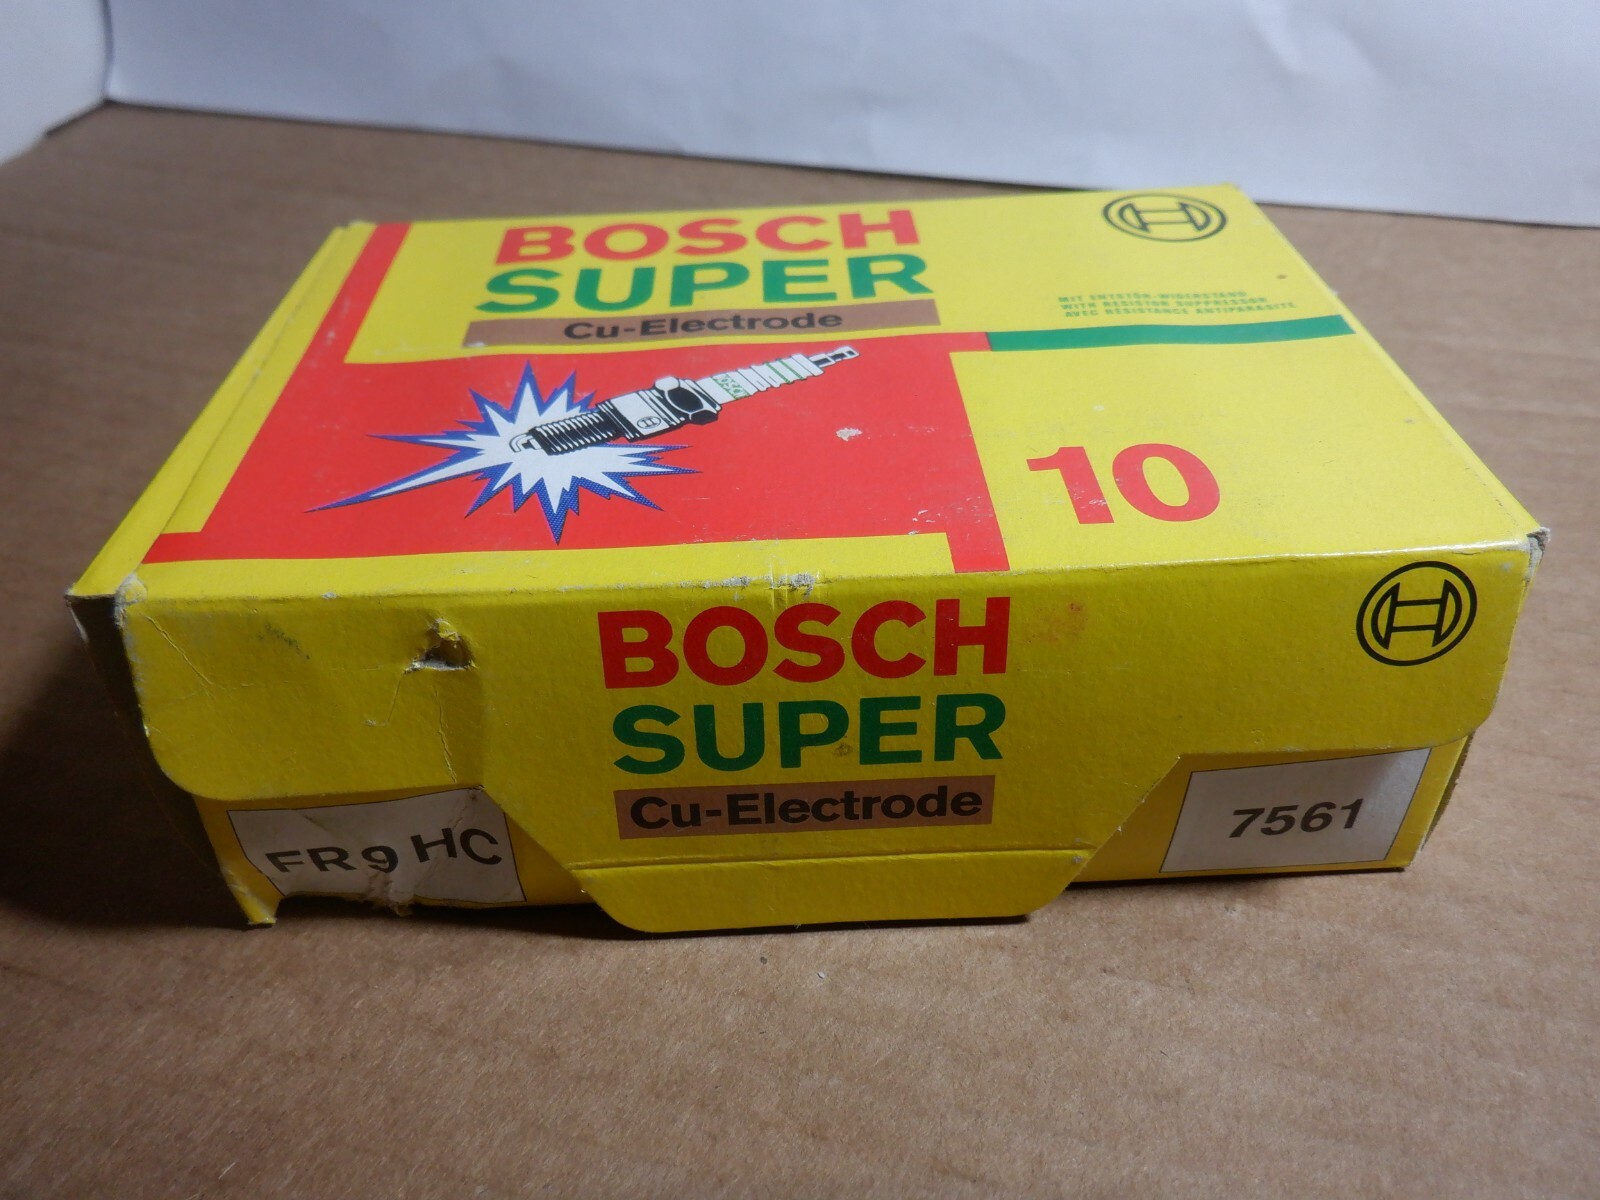 BOSCH
SUPER
Cu-Electrode
MIT ENTSTÖR-WIDERSTAND
WITH RESISTOR SUPPRESSOR
AVEC RÉSISTANCE ANTIPARASITE
10
BOSCH
SUPER
Cu-Electrode
FR 9 HC
7561